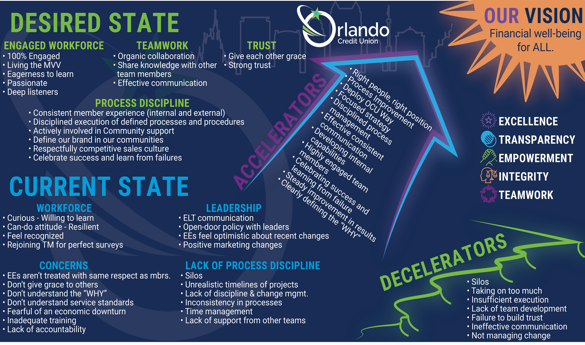 DESIRED STATE
ENGAGED WORKFORCE
• 100% Engaged
• Living the MVV
• Eagerness to learn
• Passionate
• Deep listeners
TEAMWORK
• Organic collaboration
• Share knowledge with other
team members
• Effective communication
TRUST
• Give each other grace
• Strong trust
PROCESS DISCIPLINE
• Consistent member experience (internal and external)
• Disciplined execution of defined processes and procedures
• Actively involved in Community support
• Define our brand in our communities
• Respectfully competitive sales culture
• Celebrate success and learn from failures
Orlando
Credit Union
OUR VISION
Financial well-being
for ALL.
ACCELERATORS
• Right people right position
• Process improvement
• Deploy OCU Way
• Focused strategy
• Disciplined process
management
• Effective consistent
communication
• Developing internal
capabilities
• Highly engaged team
members
• Celebrating success and
learning from failure
• Steady improvement in results
• Clearly defining the "WHY"
EXCELLENCE
TRANSPARENCY
EMPOWERMENT
INTEGRITY
TEAMWORK
CURRENT STATE
WORKFORCE
• Curious - Willing to learn
• Can-do attitude - Resilient
• Feel recognized
• Rejoining TM for perfect surveys
LEADERSHIP
• ELT communication
• Open-door policy with leaders
• EEs feel optimistic about recent changes
• Positive marketing changes
CONCERNS
• EEs aren't treated with same respect as mbrs.
• Don't give grace to others
• Don't understand the "WHY"
• Don't understand service standards
• Fearful of an economic downturn
• Inadequate training
• Lack of accountability
LACK OF PROCESS DISCIPLINE
• Silos
• Unrealistic timelines of projects
• Lack of discipline & change mgmt.
• Inconsistency in processes
• Time management
• Lack of support from other teams
DECELERATORS
• Silos
• Taking on too much
• Insufficient execution
• Lack of team development
• Failure to build trust
• Ineffective communication
• Not managing change